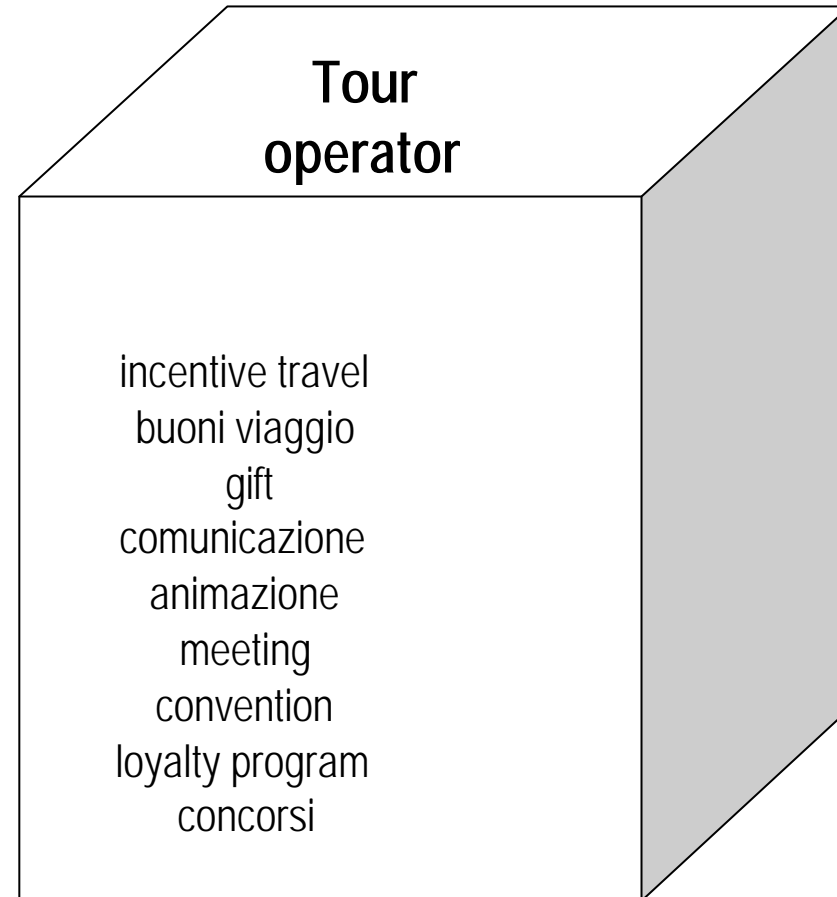 Tour
operator
incentive travel
buoni viaggio
gift
comunicazione
animazione
meeting
convention
loyalty program
concorsi